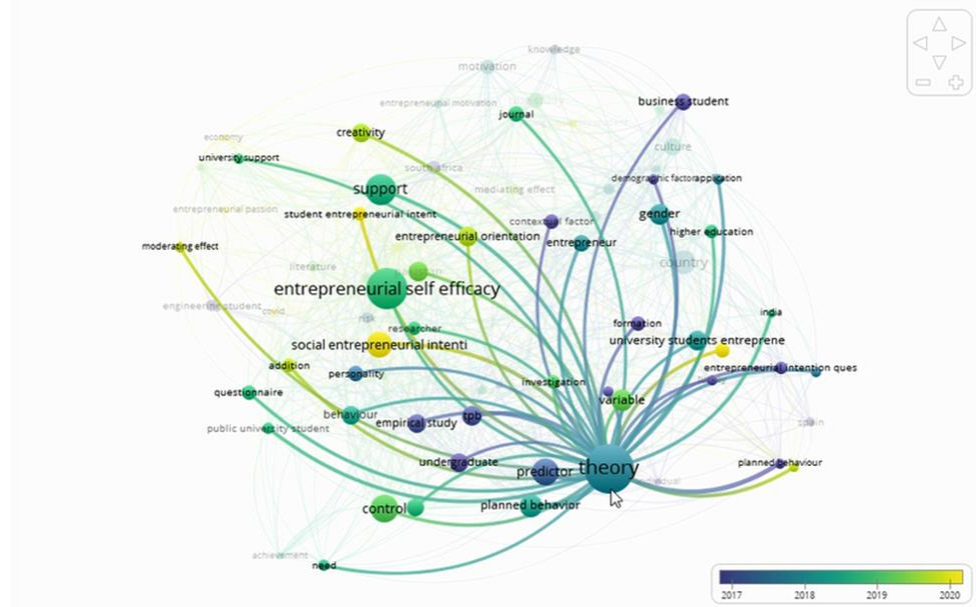 knowledge
motivation
business student
entrepreneurial motivation
journal
creativity
economy
culture
university support
south africa
demographic factor
application
support
mediating effect
entrepreneurial passion
student entrepreneurial intent
contextual factor
gender
higher education
entrepreneurial orientation
entrepreneur
moderating effect
country
literature
entrepreneurial self efficacy
engineering student
covid
risk
india
researcher
formation
social entrepreneurial intenti
university students entreprene
addition
personality
entrepreneurial intention ques
investigation
questionnaire
variable
behaviour
tpb
empirical study
spain
public university student
undergraduate
predictor
theory
planned behaviour
control
planned behavior
achievement
need
2017
2018
2019
2020